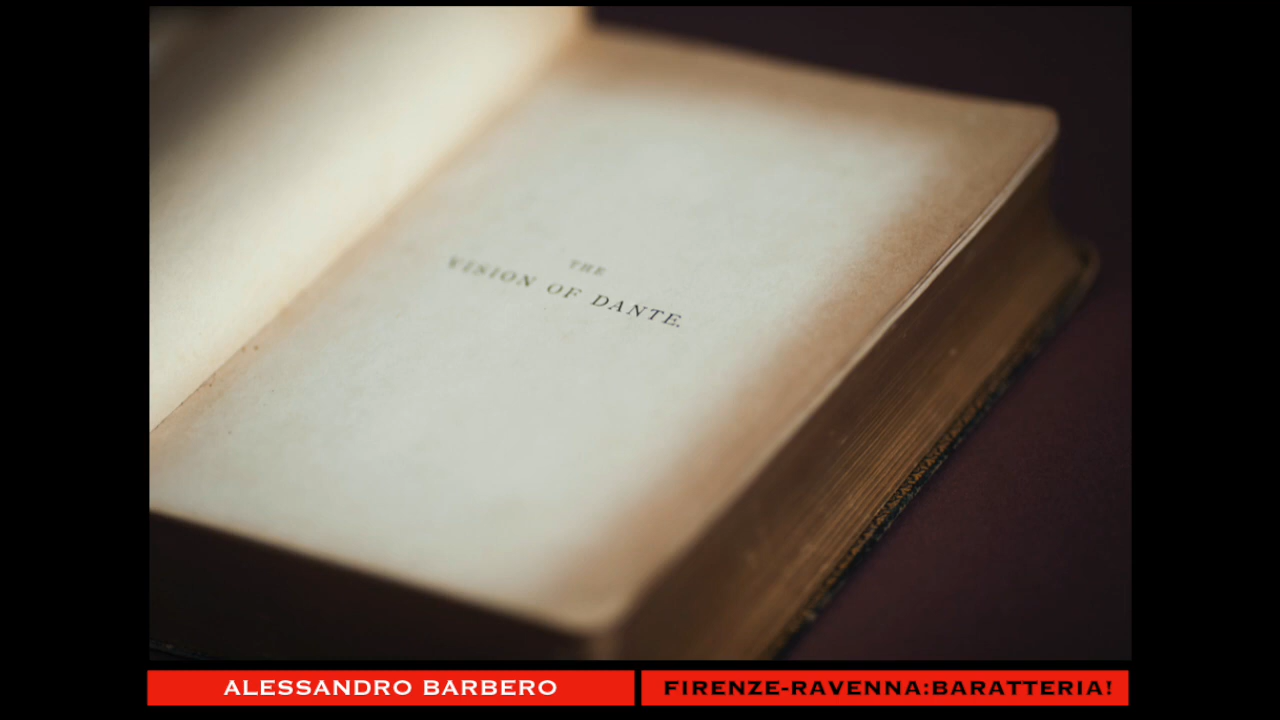 THE
VISION OF DANTE.
ALESSANDRO BARBERO
FIRENZE-RAVENNA:BARATTERIA!